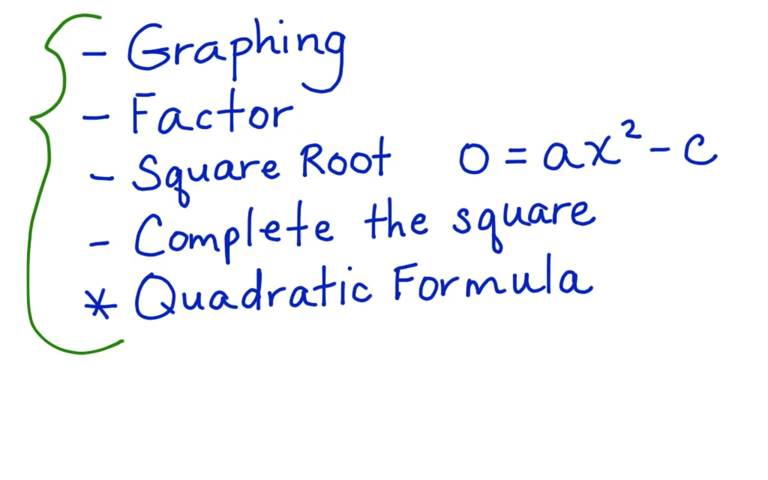 - Graphing
- Factor
- Square Root 0 = ax² - c
- Complete the square
* Quadratic Formula